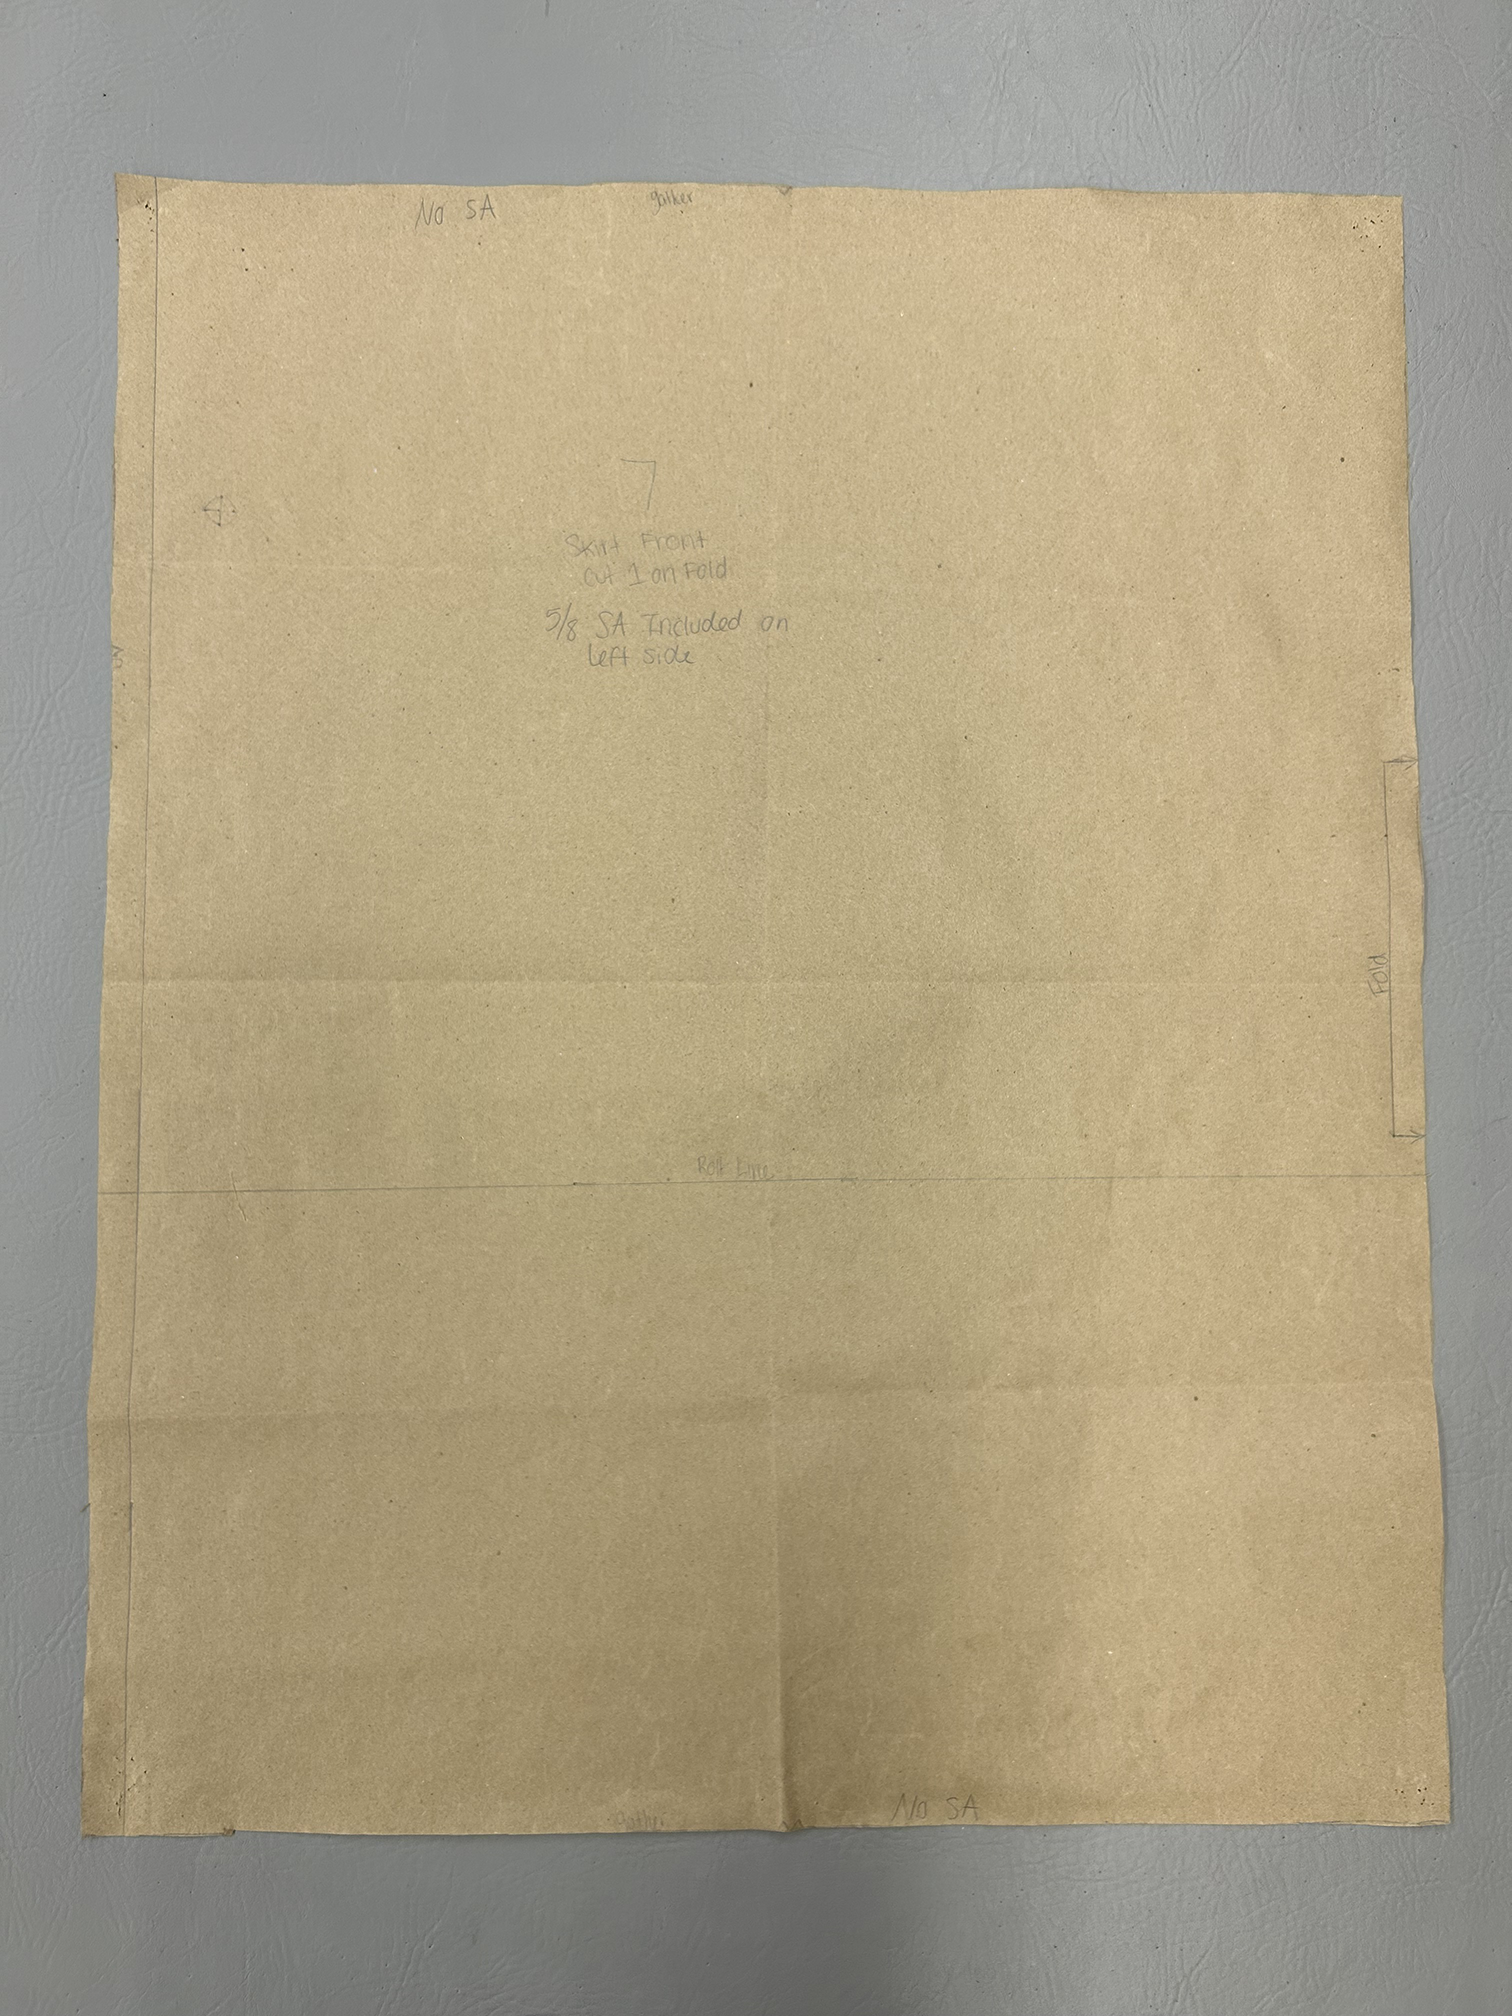 No SA
gather
7
Skirt Front
Cut 1 on Fold
5/8 SA Included on
left side
Fold
Roll Line
No SA